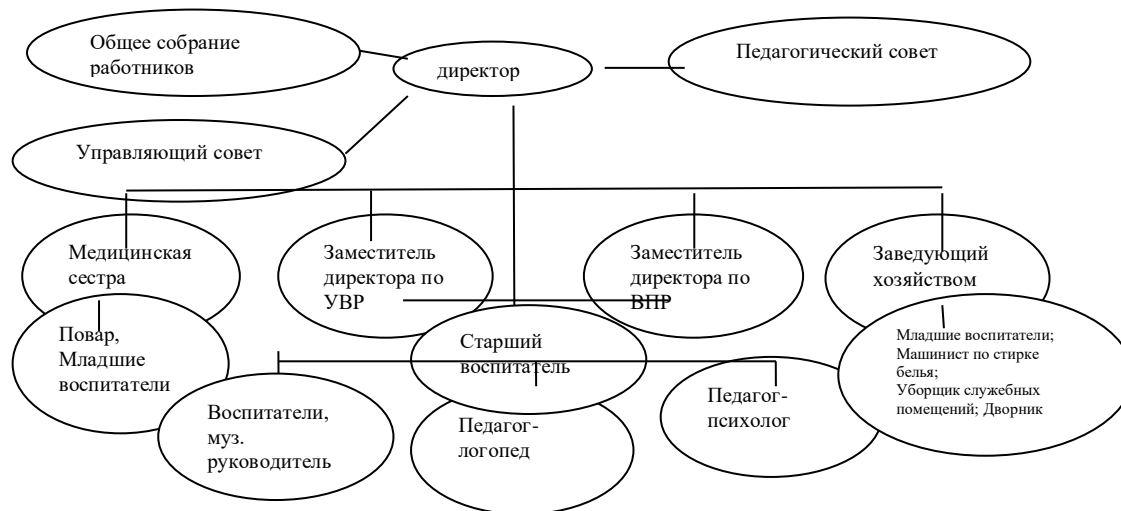 Общее собрание
работников
директор
Педагогический совет
Управляющий совет
Медицинская
сестра
Заместитель
директора по
УВР
Заместитель
директора по
ВПР
Заведующий
хозяйством
Повар,
Младшие
воспитатели
Старший
воспитатель
Младшие воспитатели;
Машинист по стирке
белья;
Уборщик служебных
помещений; Дворник
Воспитатели,
муз.
руководитель
Педагог-
логопед
Педагог-
психолог